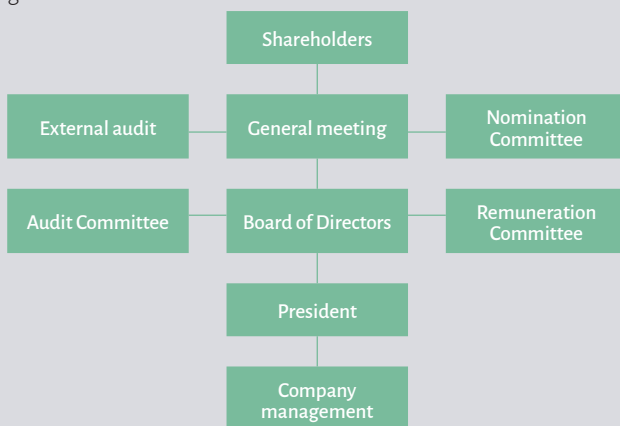 Shareholders
External audit
General meeting
Nomination
Committee
Audit Committee
Board of Directors
Remuneration
Committee
President
Company
management